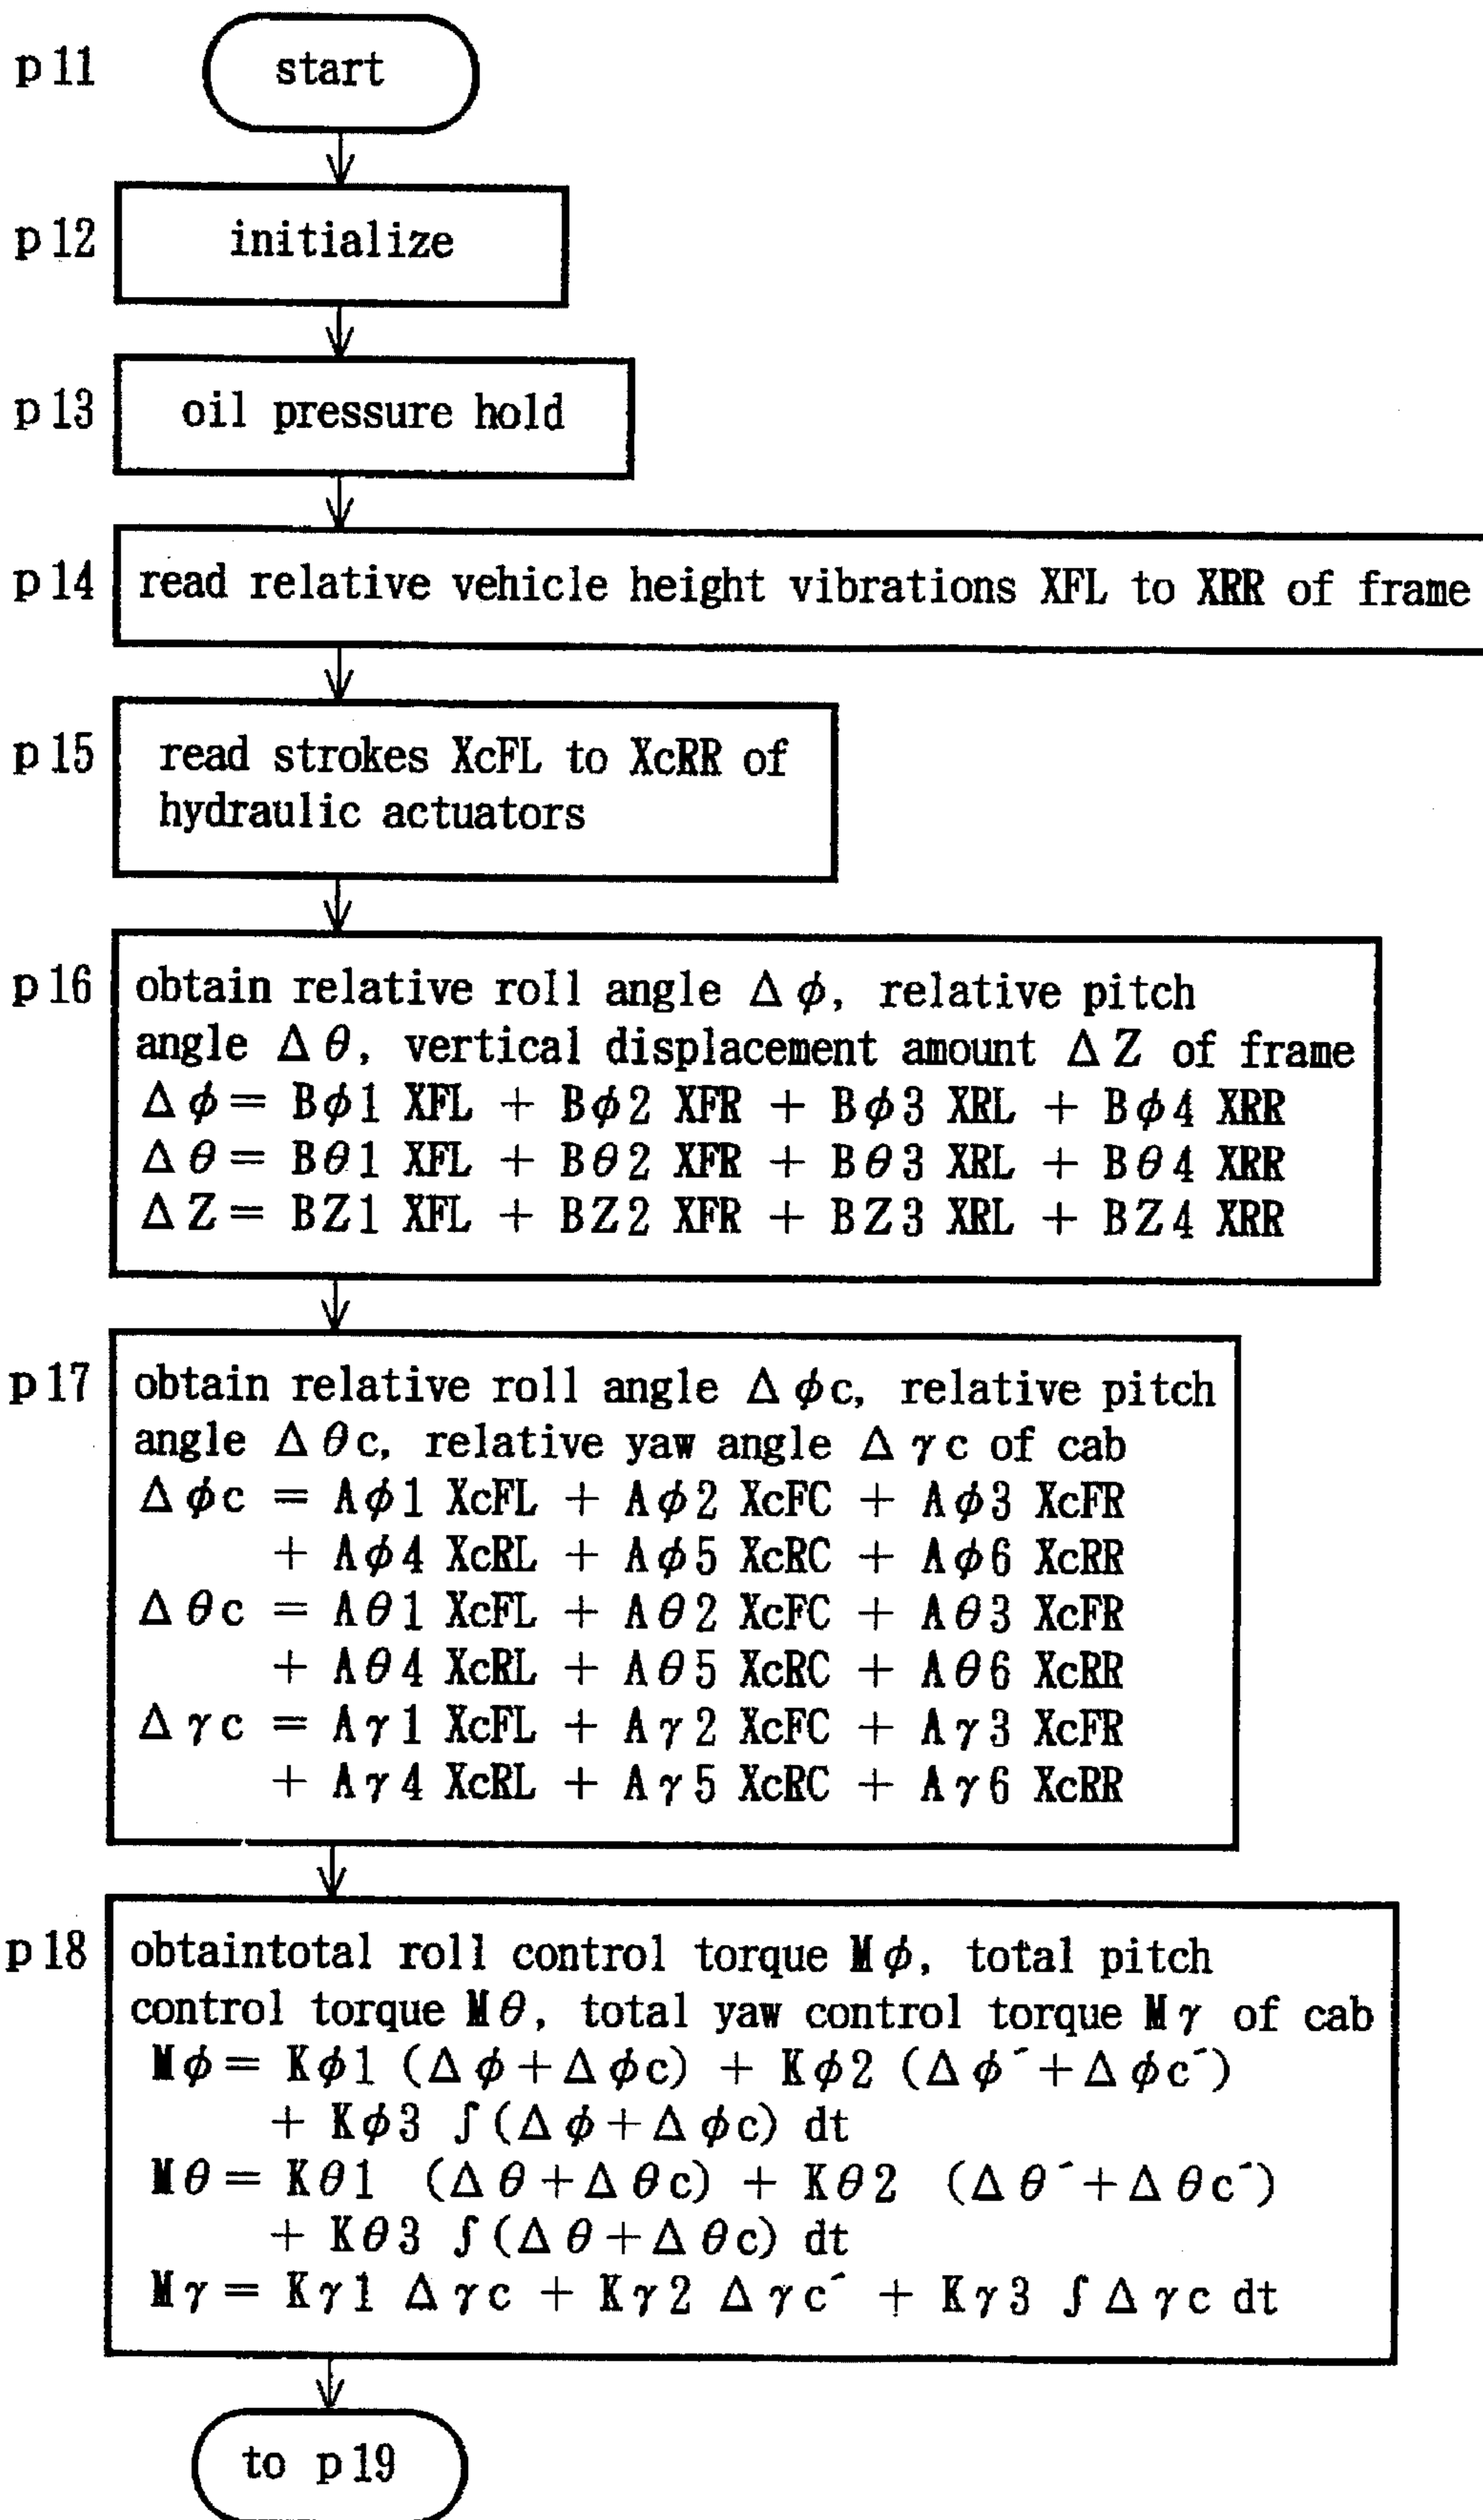 p11 start
p12 initialize
p13 oil pressure hold
p14 read relative vehicle height vibrations XFL to XRR of frame
p15 read strokes XcFL to XcRR of
hydraulic actuators
p16 obtain relative roll angle Δφ, relative pitch
angle Δθ, vertical displacement amount ΔZ of frame
Δφ= Bφ1 XFL + Bφ2 XFR + Bφ3 XRL + Bφ4 XRR
Δθ= Bθ1 XFL + Bθ2 XFR + Bθ3 XRL + Bθ4 XRR
ΔZ= BZ1 XFL + BZ2 XFR + BZ3 XRL + BZ4 XRR
p17 obtain relative roll angle Δφc, relative pitch
angle Δθc, relative yaw angle Δγc of cab
Δφc = Aφ1 XcFL + Aφ2 XcFC + Aφ3 XcFR
+ Aφ4 XcRL + Aφ5 XcRC + Aφ6 XcRR
Δθc = Aθ1 XcFL + Aθ2 XcFC + Aθ3 XcFR
+ Aθ4 XcRL + Aθ5 XcRC + Aθ6 XcRR
Δγc = Aγ1 XcFL + Aγ2 XcFC + Aγ3 XcFR
+ Aγ4 XcRL + Aγ5 XcRC + Aγ6 XcRR
p18 obtaintotal roll control torque Mφ, total pitch
control torque Mθ, total yaw control torque Mγ of cab
Mφ= Kφ1 (Δφ+Δφc) + Kφ2 (Δφ´+Δφc´)
+ Kφ3 ∫(Δφ+Δφc) dt
Mθ= Kθ1 (Δθ+Δθc) + Kθ2 (Δθ´+Δθc´)
+ Kθ3 ∫(Δθ+Δθc) dt
Mγ= Kγ1 Δγc + Kγ2 Δγc´ + Kγ3 ∫Δγc dt
to p19